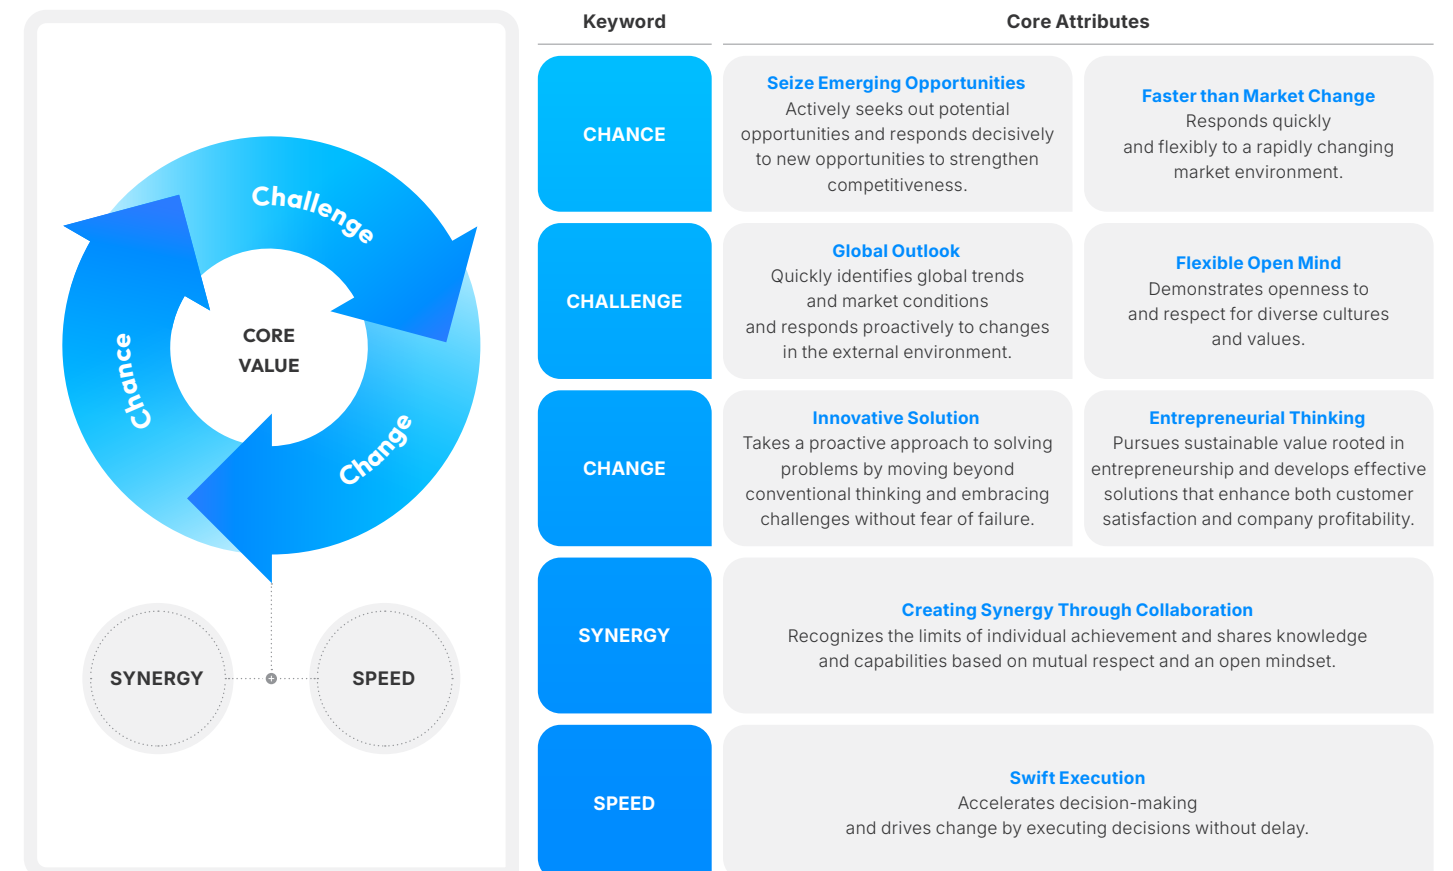 Challenge
Chance
Change
CORE
VALUE
SYNERGY
SPEED
Keyword
Core Attributes
CHANCE
Seize Emerging Opportunities
Actively seeks out potential
opportunities and responds decisively
to new opportunities to strengthen
competitiveness.
Faster than Market Change
Responds quickly
and flexibly to a rapidly changing
market environment.
CHALLENGE
Global Outlook
Quickly identifies global trends
and market conditions
and responds proactively to changes
in the external environment.
Flexible Open Mind
Demonstrates openness to
and respect for diverse cultures
and values.
CHANGE
Innovative Solution
Takes a proactive approach to solving
problems by moving beyond
conventional thinking and embracing
challenges without fear of failure.
Entrepreneurial Thinking
Pursues sustainable value rooted in
entrepreneurship and develops effective
solutions that enhance both customer
satisfaction and company profitability.
SYNERGY
Creating Synergy Through Collaboration
Recognizes the limits of individual achievement and shares knowledge
and capabilities based on mutual respect and an open mindset.
SPEED
Swift Execution
Accelerates decision-making
and drives change by executing decisions without delay.